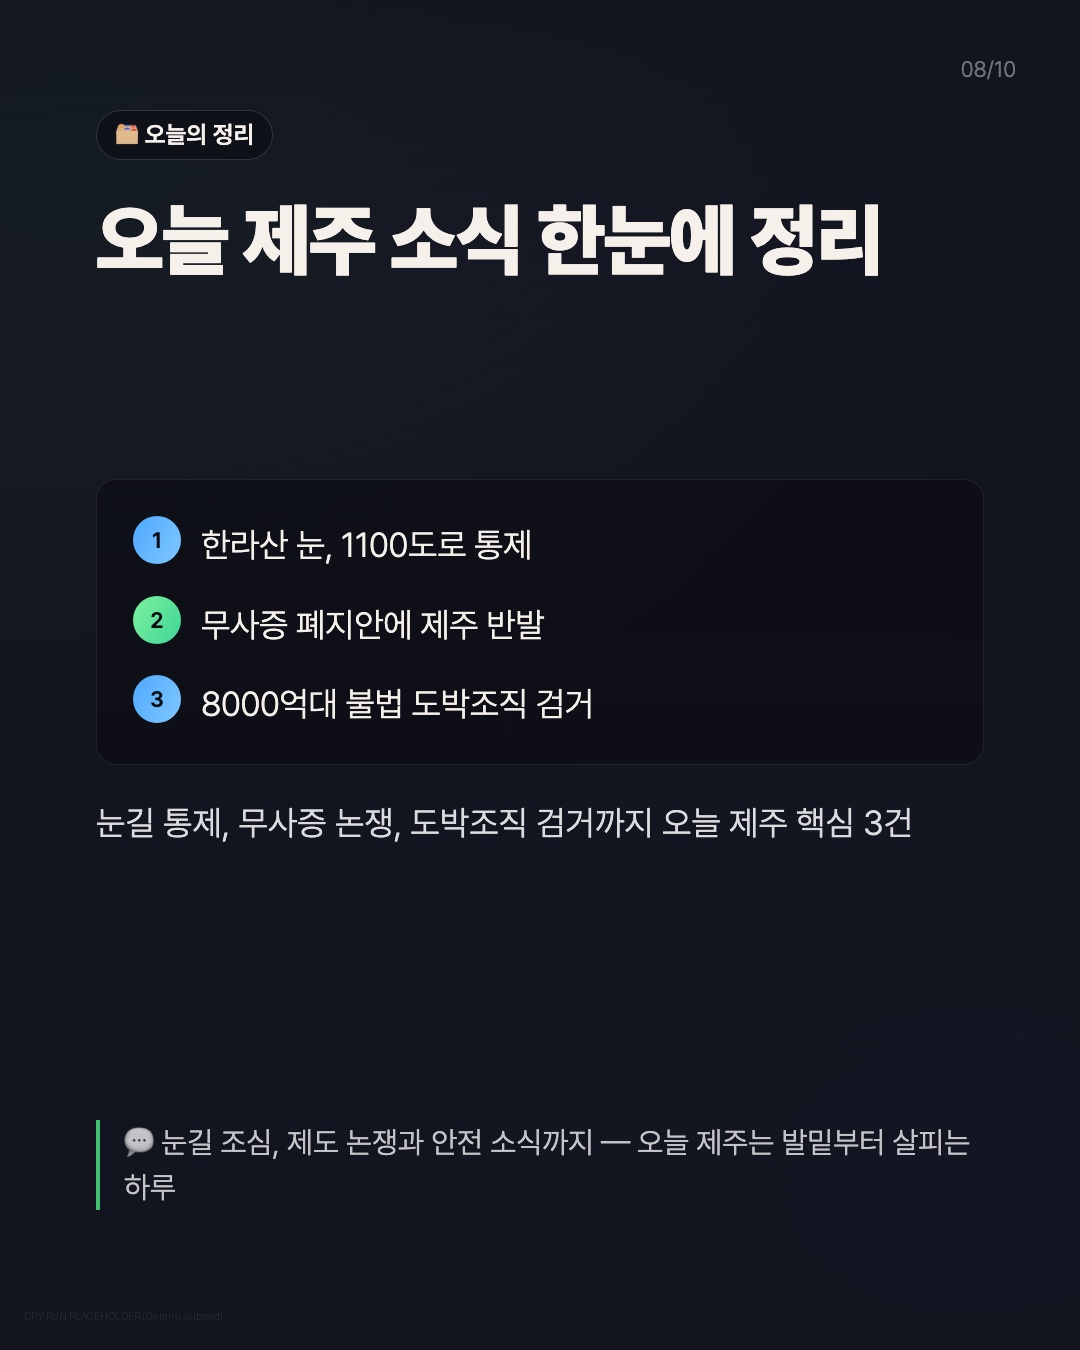 08/10
🗂️ 오늘의 정리
오늘 제주 소식 한눈에 정리
1 한라산 눈, 1100도로 통제
2 무사증 폐지안에 제주 반발
3 8000억대 불법 도박조직 검거
눈길 통제, 무사증 논쟁, 도박조직 검거까지 오늘 제주 핵심 3건
💬 눈길 조심, 제도 논쟁과 안전 소식까지 — 오늘 제주는 발밑부터 살피는
하루
DRY-RUN PLACEHOLDER (Gemini skipped)